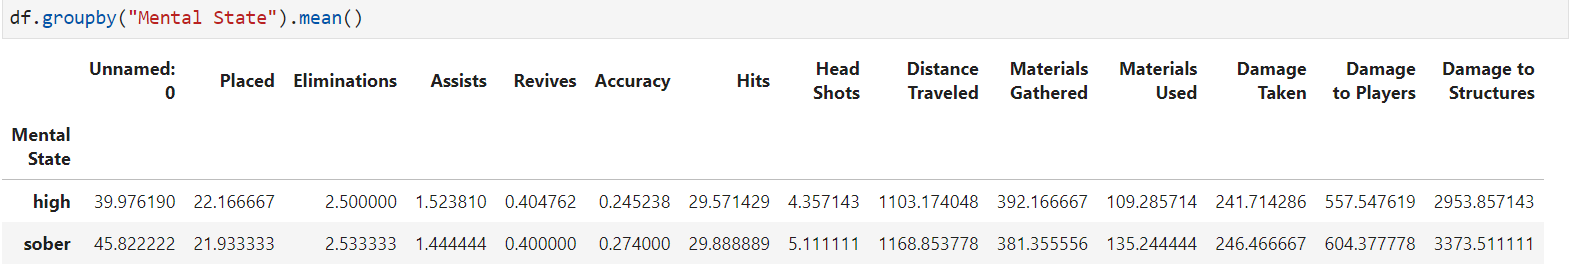 df.groupby("Mental State").mean()
Unnamed: 0 Placed Eliminations Assists Revives Accuracy Hits Head Shots Distance Traveled Materials Gathered Materials Used Damage Taken Damage to Players Damage to Structures
Mental State
high 39.976190 22.166667 2.500000 1.523810 0.404762 0.245238 29.571429 4.357143 1103.174048 392.166667 109.285714 241.714286 557.547619 2953.857143
sober 45.822222 21.933333 2.533333 1.444444 0.400000 0.274000 29.888889 5.111111 1168.853778 381.355556 135.244444 246.466667 604.377778 3373.511111